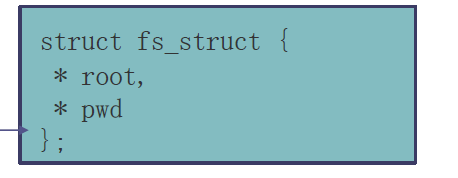 struct fs_struct {
* root,
* pwd
};